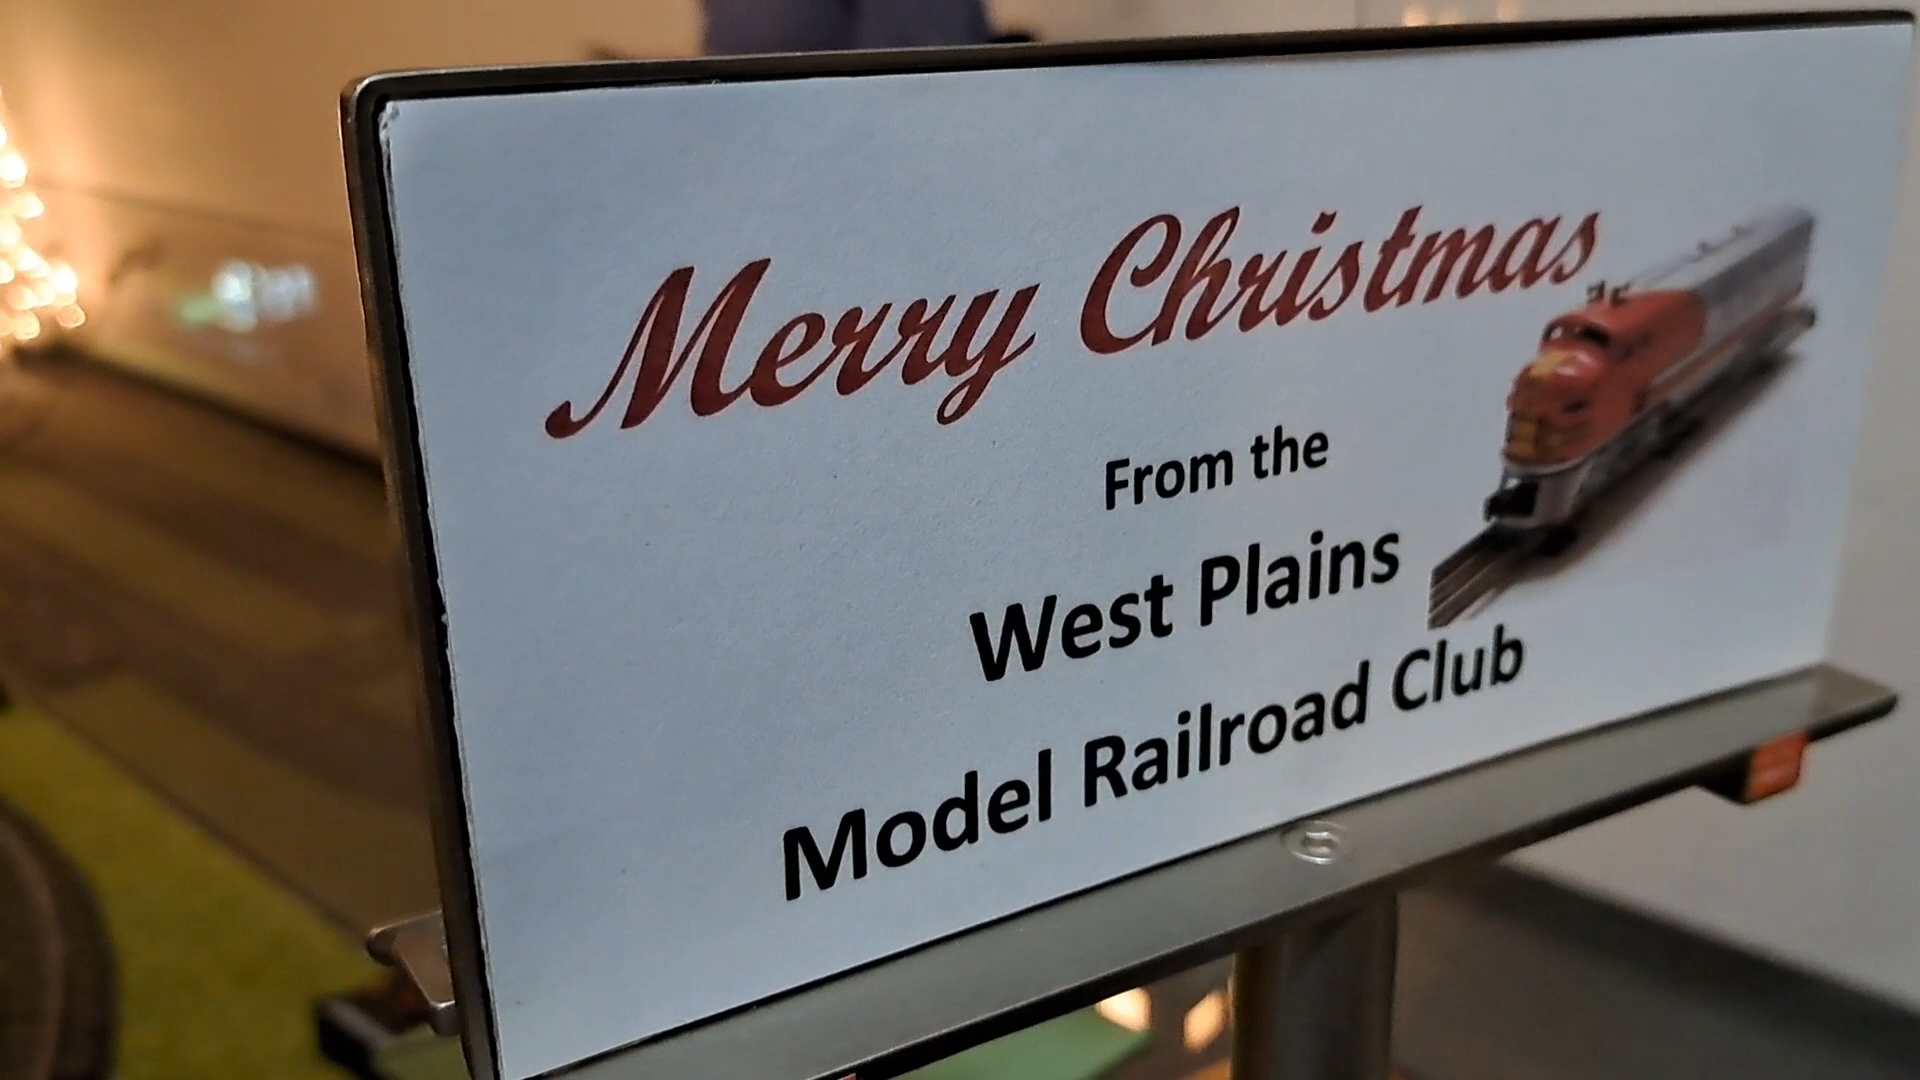 Merry Christmas
From the
West Plains
Model Railroad Club